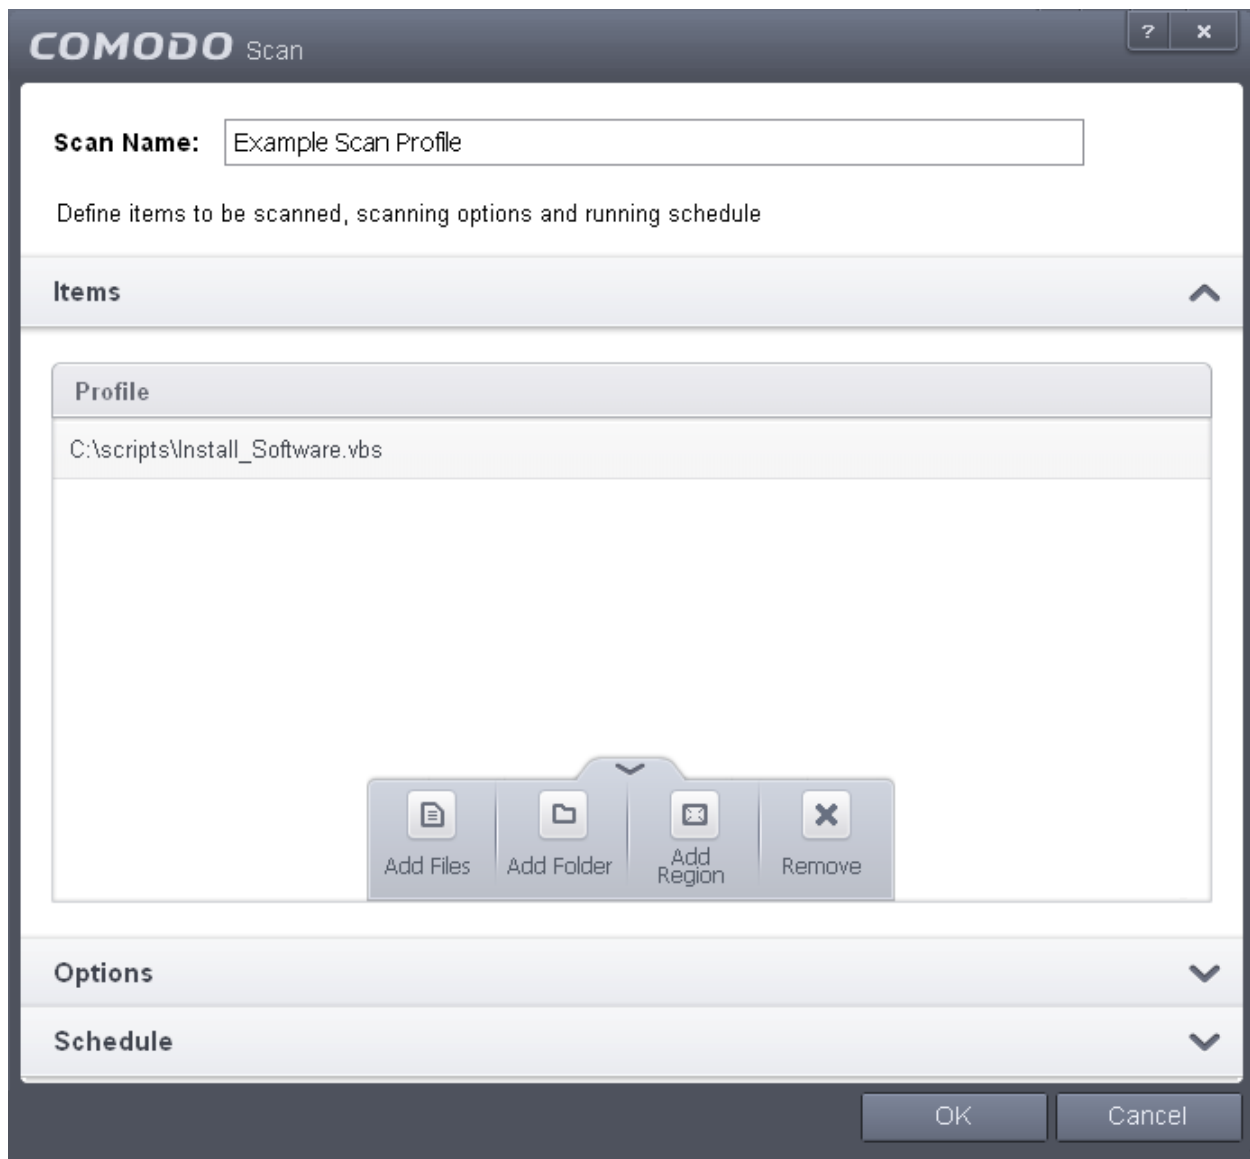 COMODO Scan
?
Scan Name: Example Scan Profile
Define items to be scanned, scanning options and running schedule
Items
Profile
C:\scripts\Install_Software.vbs
Add Files
Add Folder
Add
Region
Remove
Options
Schedule
OK
Cancel